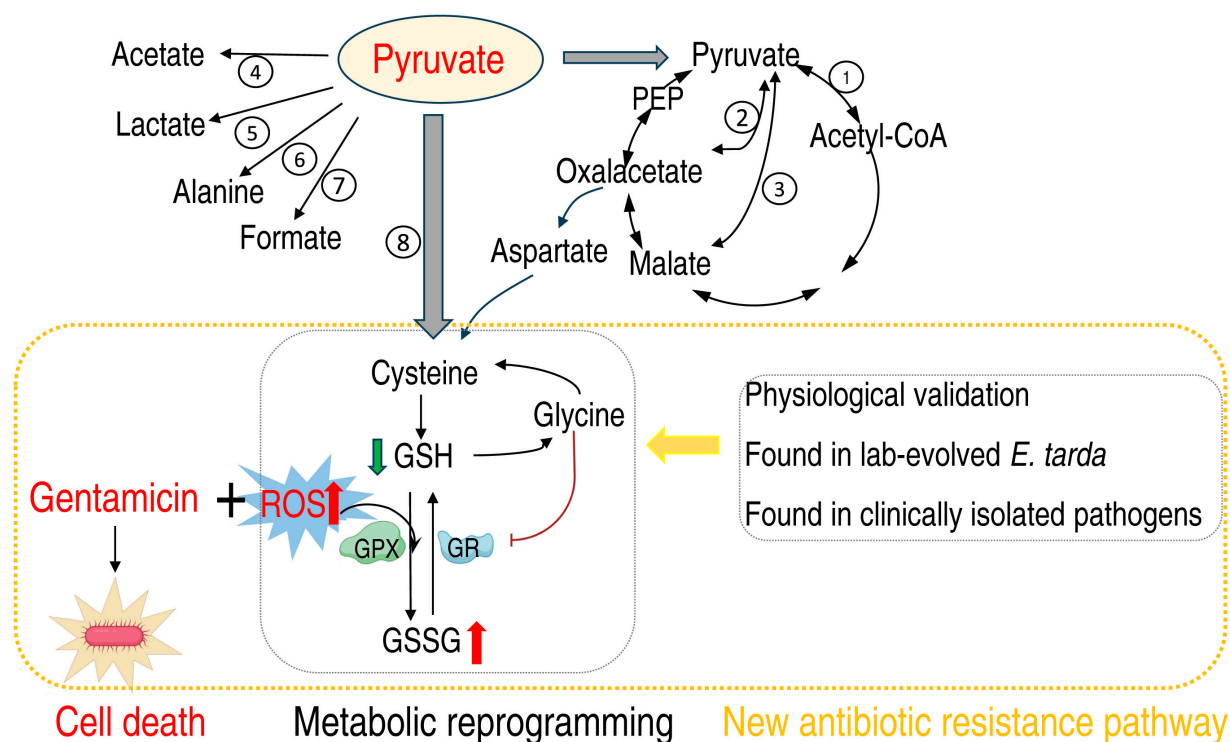 Acetate
④
Lactate
⑤
⑥
Alanine
⑦
Formate
Pyruvate
⑧
Pyruvate
①
PEP
②
Acetyl-CoA
Oxalacetate
③
Aspartate
Malate
Cysteine
Glycine
GSH
Gentamicin
+
ROS
GPX
GR
GSSG
Physiological validation
Found in lab-evolved E. tarda
Found in clinically isolated pathogens
Cell death
Metabolic reprogramming
New antibiotic resistance pathway